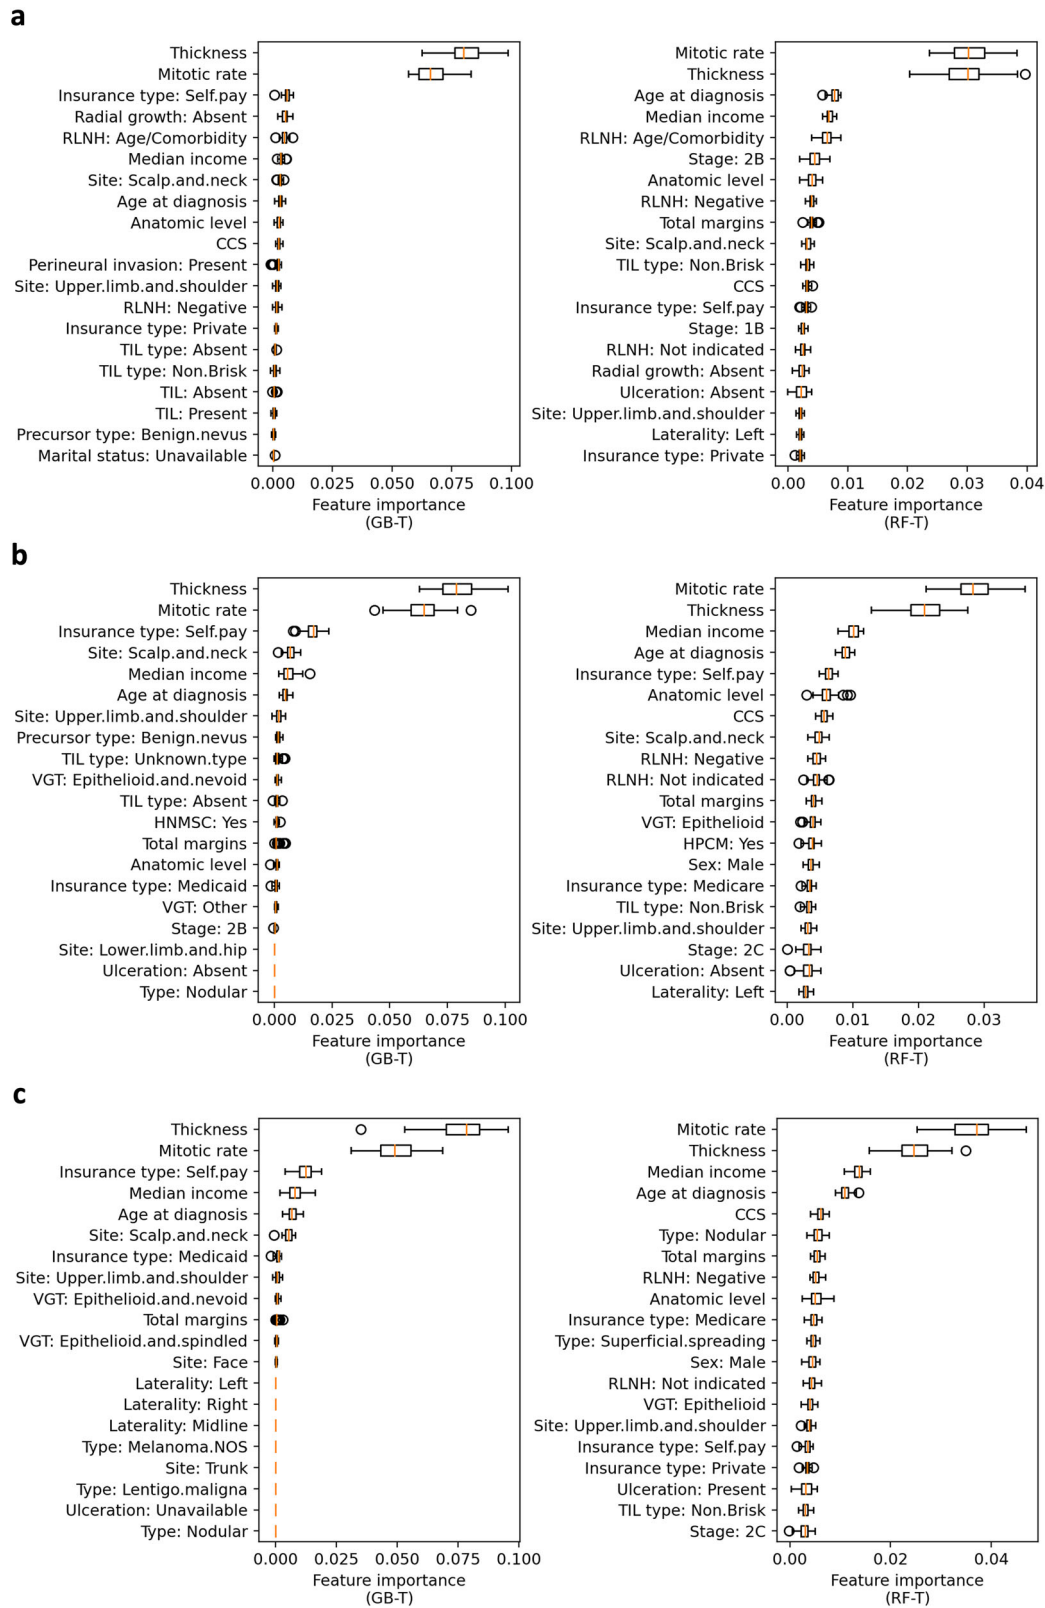 a
Thickness
Mitotic rate
Insurance type: Self.pay
Radial growth: Absent
RLNH: Age/Comorbidity
Median income
Site: Scalp.and.neck
Age at diagnosis
Anatomic level
CCS
Perineural invasion: Present
Site: Upper.limb.and.shoulder
RLNH: Negative
Insurance type: Private
TIL type: Absent
TIL type: Non.Brisk
TIL: Absent
TIL: Present
Precursor type: Benign.nevus
Marital status: Unavailable
0.000 0.025 0.050 0.075 0.100
Feature importance
(GB-T)
Mitotic rate
Thickness
Age at diagnosis
Median income
RLNH: Age/Comorbidity
Stage: 2B
Anatomic level
RLNH: Negative
Total margins
Site: Scalp.and.neck
TIL type: Non.Brisk
CCS
Insurance type: Self.pay
Stage: 1B
RLNH: Not indicated
Radial growth: Absent
Ulceration: Absent
Site: Upper.limb.and.shoulder
Laterality: Left
Insurance type: Private
0.00 0.01 0.02 0.03 0.04
Feature importance
(RF-T)
b
Thickness
Mitotic rate
Insurance type: Self.pay
Site: Scalp.and.neck
Median income
Age at diagnosis
Site: Upper.limb.and.shoulder
Precursor type: Benign.nevus
TIL type: Unknown.type
VGT: Epithelioid.and.nevoid
TIL type: Absent
HNMSC: Yes
Total margins
Anatomic level
Insurance type: Medicaid
VGT: Other
Stage: 2B
Site: Lower.limb.and.hip
Ulceration: Absent
Type: Nodular
0.000 0.025 0.050 0.075 0.100
Feature importance
(GB-T)
Mitotic rate
Thickness
Median income
Age at diagnosis
Insurance type: Self.pay
Anatomic level
CCS
Site: Scalp.and.neck
RLNH: Negative
RLNH: Not indicated
Total margins
VGT: Epithelioid
HPCM: Yes
Sex: Male
Insurance type: Medicare
TIL type: Non.Brisk
Site: Upper.limb.and.shoulder
Stage: 2C
Ulceration: Absent
Laterality: Left
0.00 0.01 0.02 0.03
Feature importance
(RF-T)
c
Thickness
Mitotic rate
Insurance type: Self.pay
Median income
Age at diagnosis
Site: Scalp.and.neck
Insurance type: Medicaid
Site: Upper.limb.and.shoulder
VGT: Epithelioid.and.nevoid
Total margins
VGT: Epithelioid.and.spindled
Site: Face
Laterality: Left
Laterality: Right
Laterality: Midline
Type: Melanoma.NOS
Site: Trunk
Type: Lentigo.maligna
Ulceration: Unavailable
Type: Nodular
0.000 0.025 0.050 0.075 0.100
Feature importance
(GB-T)
Mitotic rate
Thickness
Median income
Age at diagnosis
CCS
Type: Nodular
Total margins
RLNH: Negative
Anatomic level
Insurance type: Medicare
Type: Superficial.spreading
Sex: Male
RLNH: Not indicated
VGT: Epithelioid
Site: Upper.limb.and.shoulder
Insurance type: Self.pay
Insurance type: Private
Ulceration: Present
TIL type: Non.Brisk
Stage: 2C
0.00 0.02 0.04
Feature importance
(RF-T)